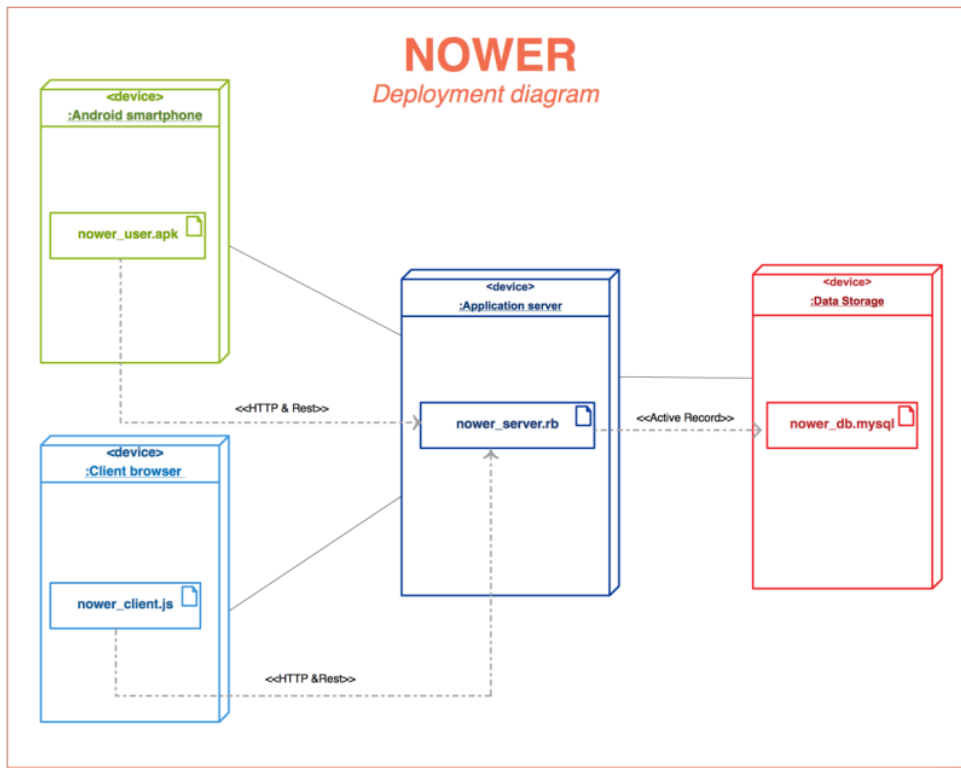 NOWER
Deployment diagram
<device>
:Android smartphone
nower_user.apk
<device>
:Application server
<device>
:Data Storage
<<HTTP & Rest>>
nower_server.rb
<<Active Record>>
nower_db.mysql
<device>
:Client browser
nower_client.js
<<HTTP &Rest>>